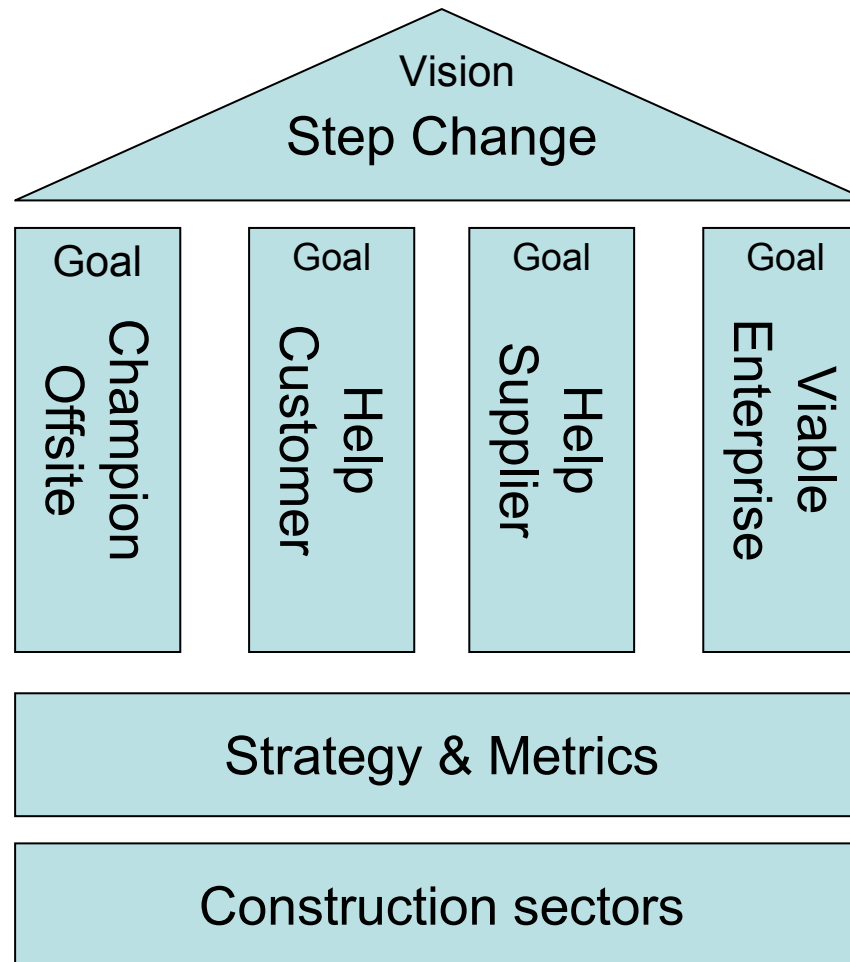 Vision
Step Change
Goal
Champion
Offsite
Goal
Help
Customer
Goal
Help
Supplier
Goal
Viable
Enterprise
Strategy & Metrics
Construction sectors